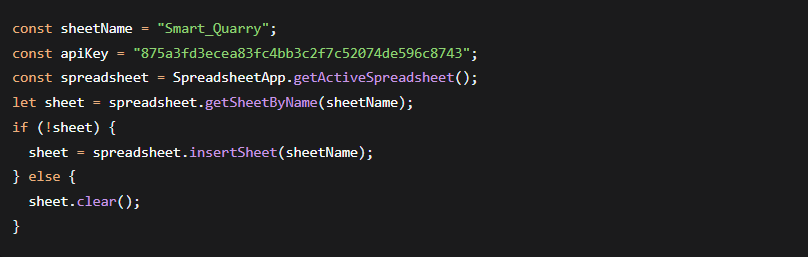 const sheetName = "Smart_Quarry";
const apiKey = "875a3fd3ecea83fc4bb3c2f7c52074de596c8743";
const spreadsheet = SpreadsheetApp.getActiveSpreadsheet();
let sheet = spreadsheet.getSheetByName(sheetName);
if (!sheet) {
  sheet = spreadsheet.insertSheet(sheetName);
} else {
  sheet.clear();
}